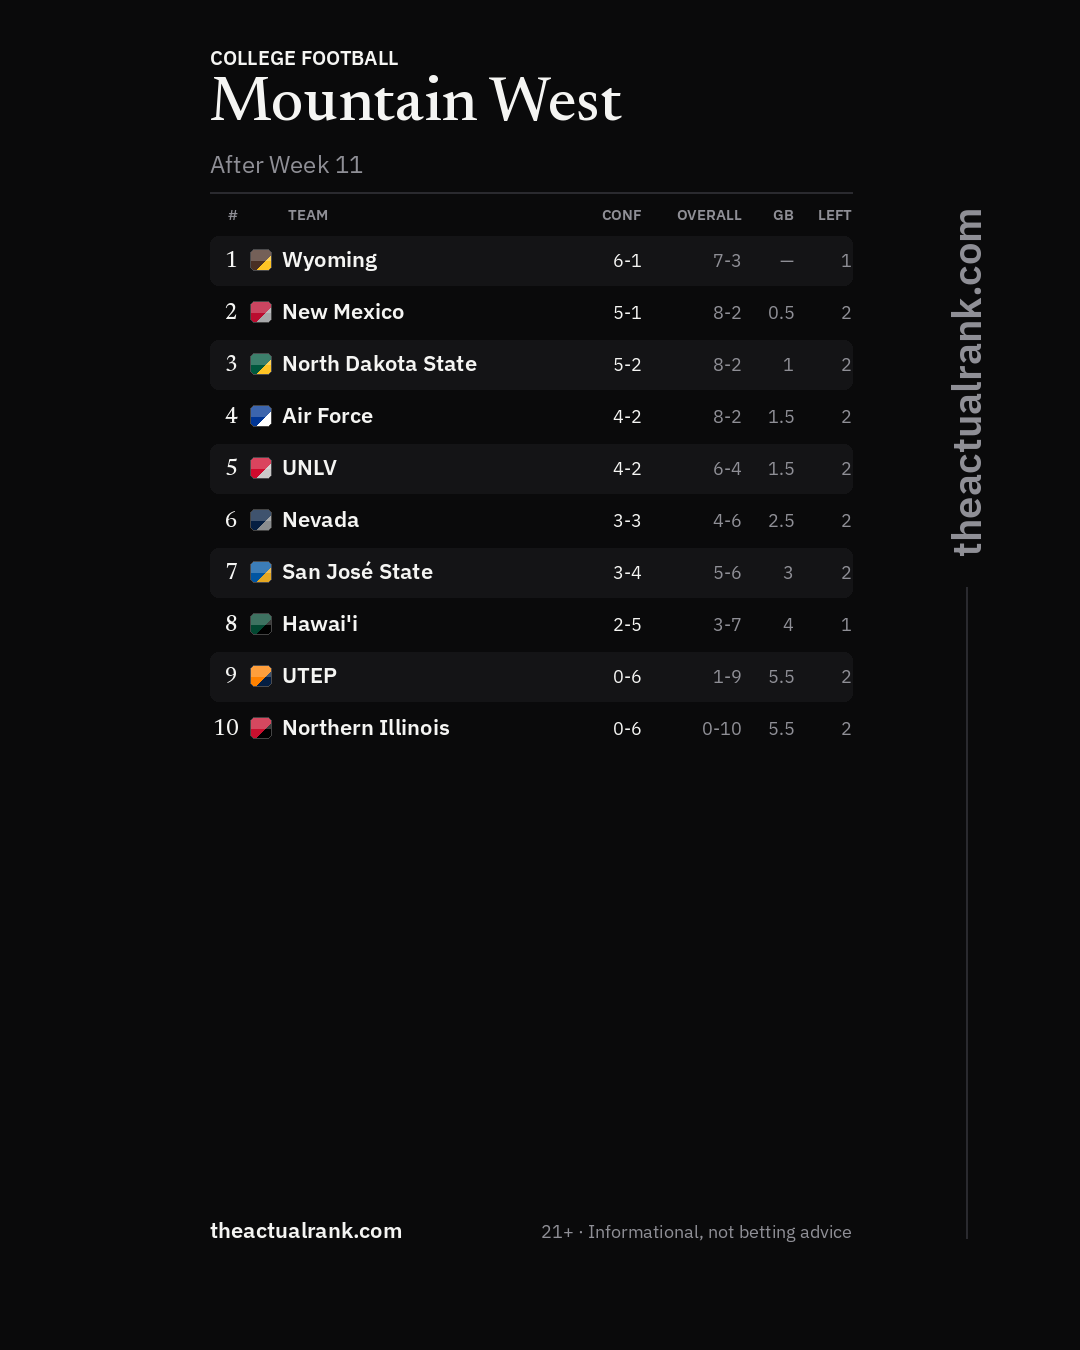 COLLEGE FOOTBALL
Mountain West
After Week 11
# TEAM CONF OVERALL GB LEFT
1 Wyoming 6-1 7-3 — 1
2 New Mexico 5-1 8-2 0.5 2
3 North Dakota State 5-2 8-2 1 2
4 Air Force 4-2 8-2 1.5 2
5 UNLV 4-2 6-4 1.5 2
6 Nevada 3-3 4-6 2.5 2
7 San José State 3-4 5-6 3 2
8 Hawai'i 2-5 3-7 4 1
9 UTEP 0-6 1-9 5.5 2
10 Northern Illinois 0-6 0-10 5.5 2
theactualrank.com 21+ · Informational, not betting advice
theactualrank.com